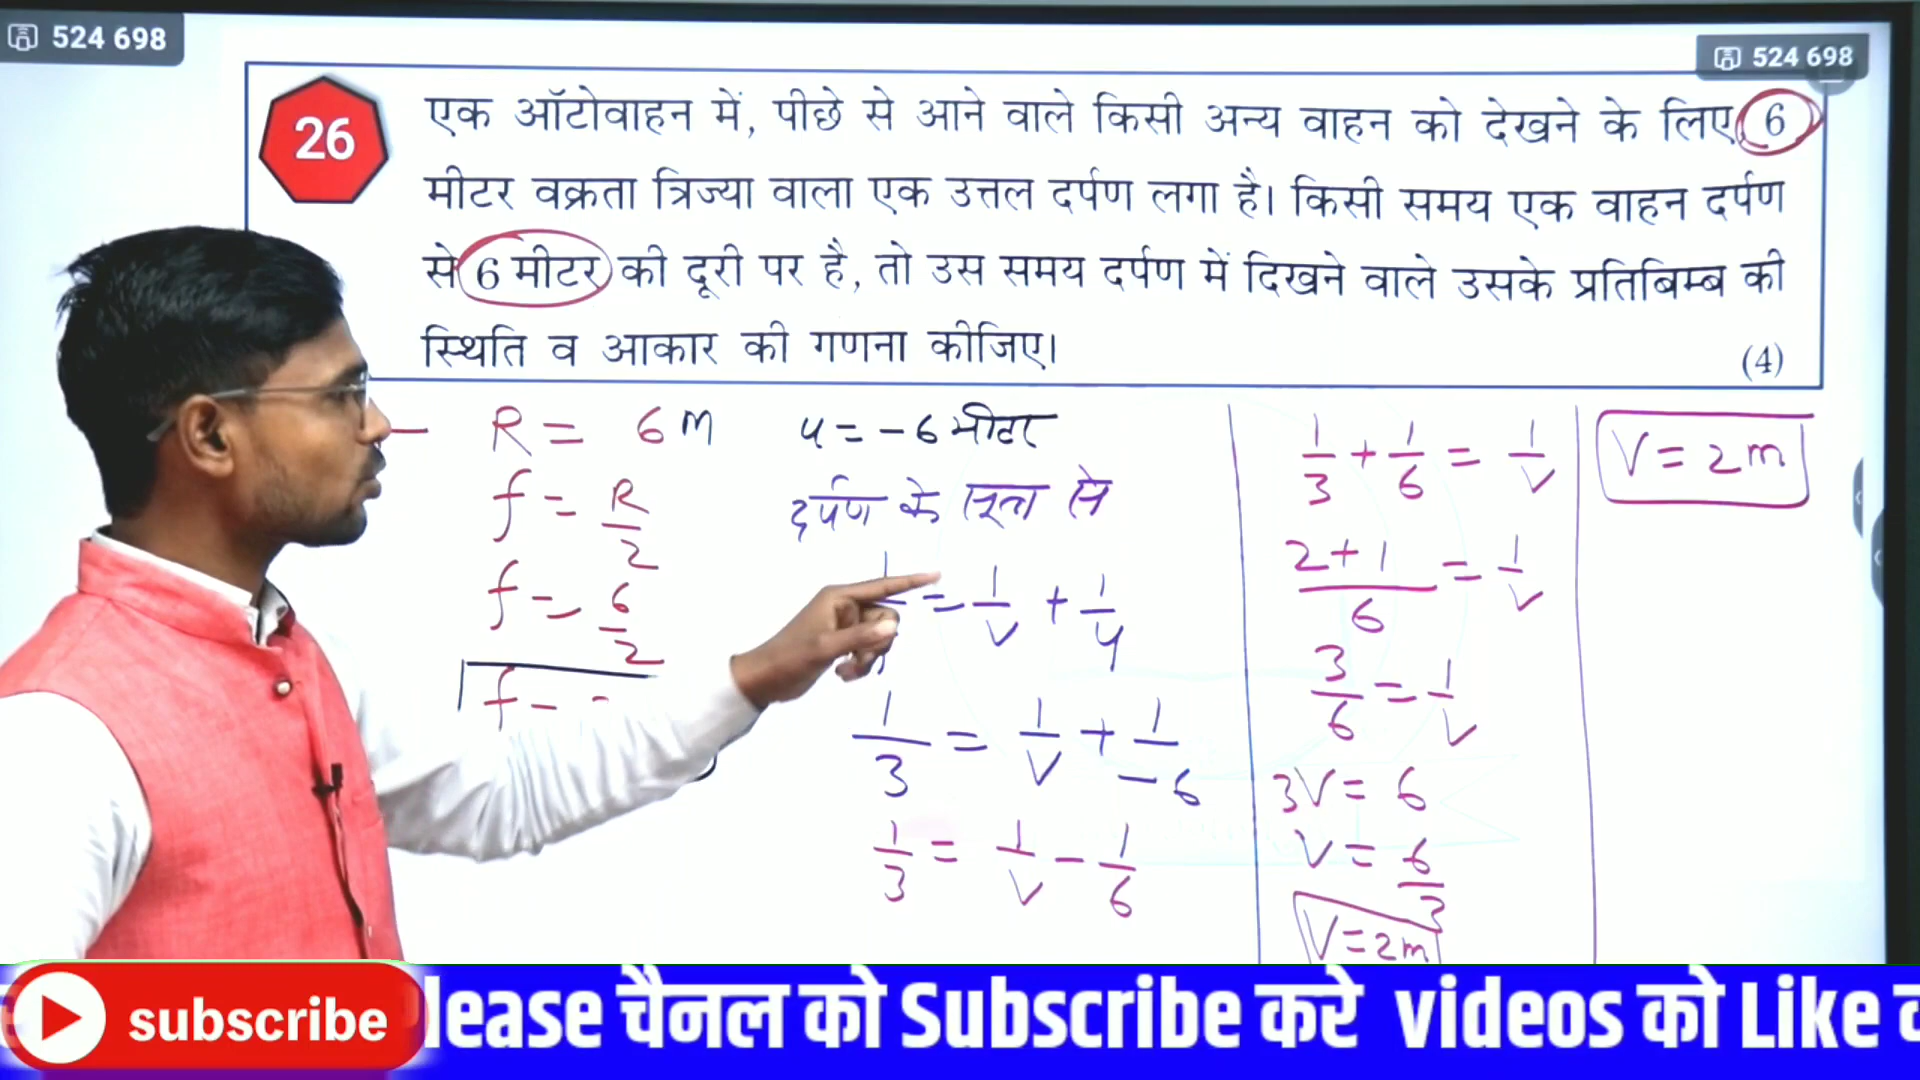 524 698
524 698
26
एक ऑटोवाहन में, पीछे से आने वाले किसी अन्य वाहन को देखने के लिए 6
मीटर वक्रता त्रिज्या वाला एक उत्तल दर्पण लगा है। किसी समय एक वाहन दर्पण
से 6 मीटर की दूरी पर है, तो उस समय दर्पण में दिखने वाले उसके प्रतिबिम्ब की
स्थिति व आकार की गणना कीजिए।
(4)
R = 6 m
f = R/2
f = 6/2
f =
u = - 6 मीटर
दर्पण के सूत्र से
= 1/v + 1/u
1/3 = 1/v + 1/-6
1/3 = 1/v - 1/6
1/3 + 1/6 = 1/v
2+1/6 = 1/v
3/6 = 1/v
3V = 6
V = 6/3
V = 2m
V = 2m
subscribe
lease चैनल को Subscribe करे videos को Like